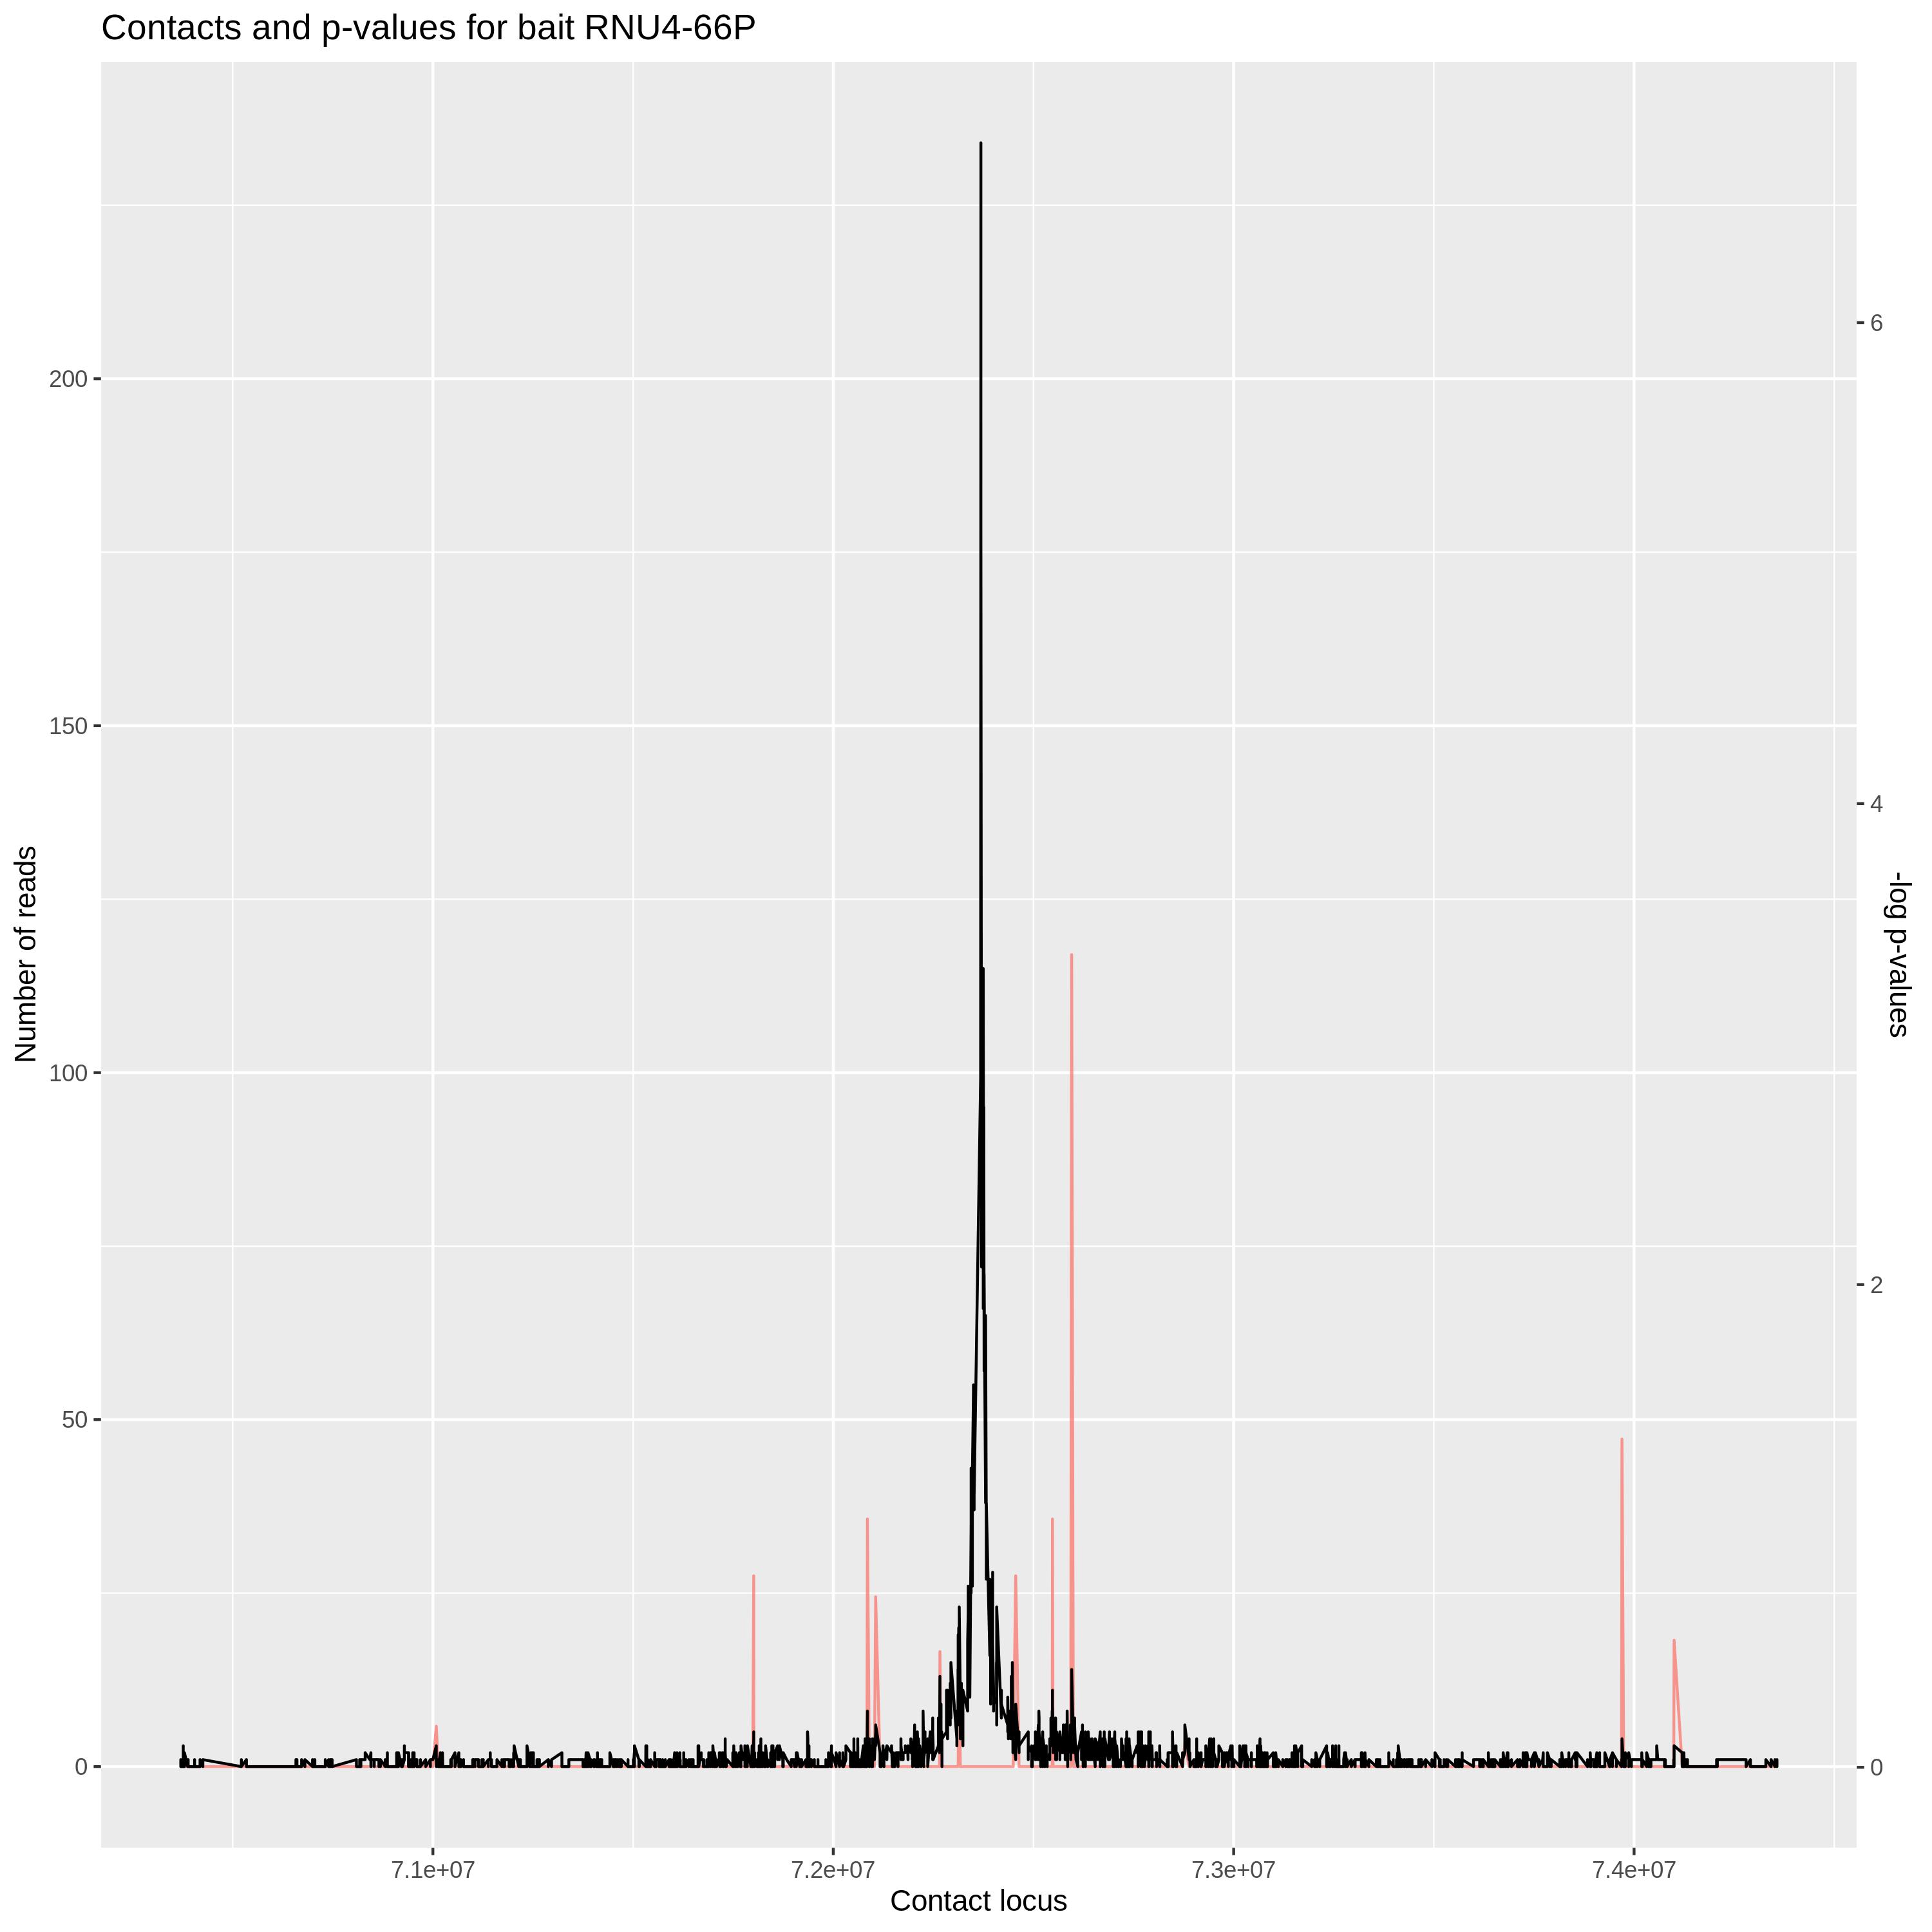 Contacts and p-values for bait RNU4-66P
Number of reads
200
150
100
50
0
6
4
2
0
-log p-values
7.1e+07
7.2e+07
7.3e+07
7.4e+07
Contact locus